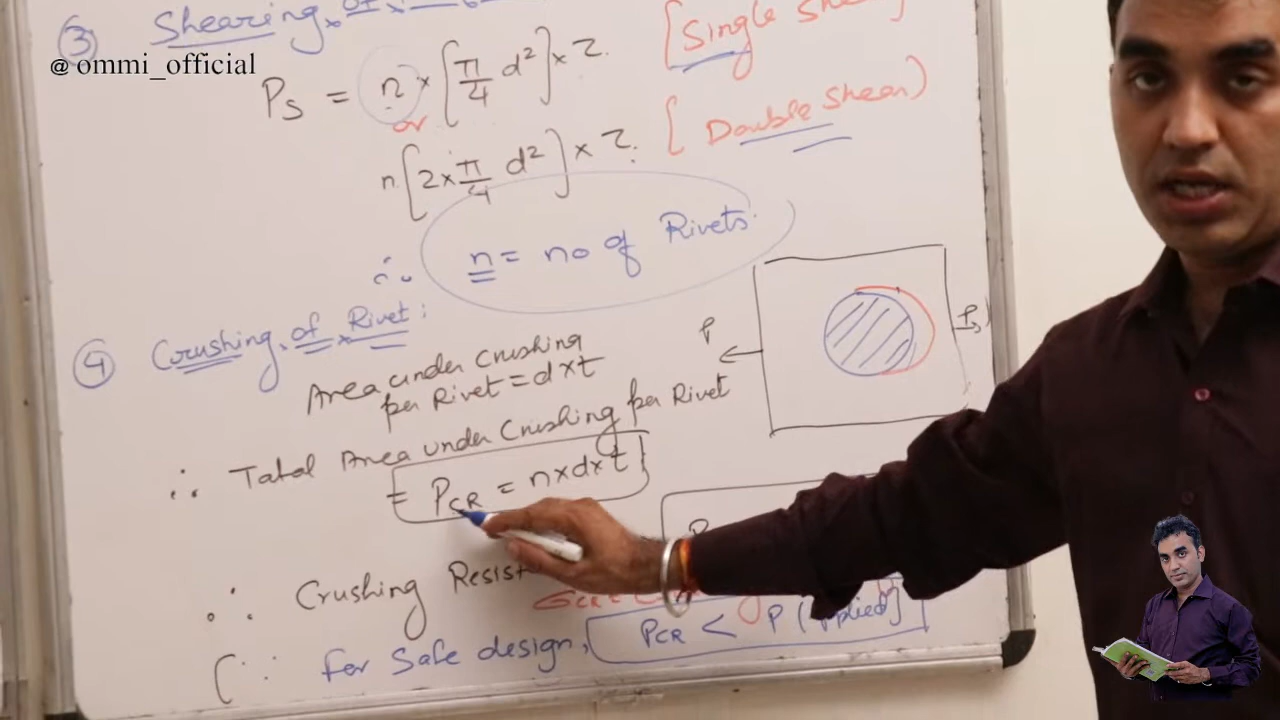 ③ Shearing of
@ommi_official
Ps = n × [π/4 d²] × τ. [Single Shear]
or
n [2×π/4 d²] × τ. [Double Shear)
∴ n = no of Rivets.
④ Crushing of Rivet:
Area under Crushing
per Rivet = d×t
P
∴ Total Area under Crushing per Rivet
= PCR = n×d×t
∴ Crushing
(∵ For Safe design, PCR < P (Applied]